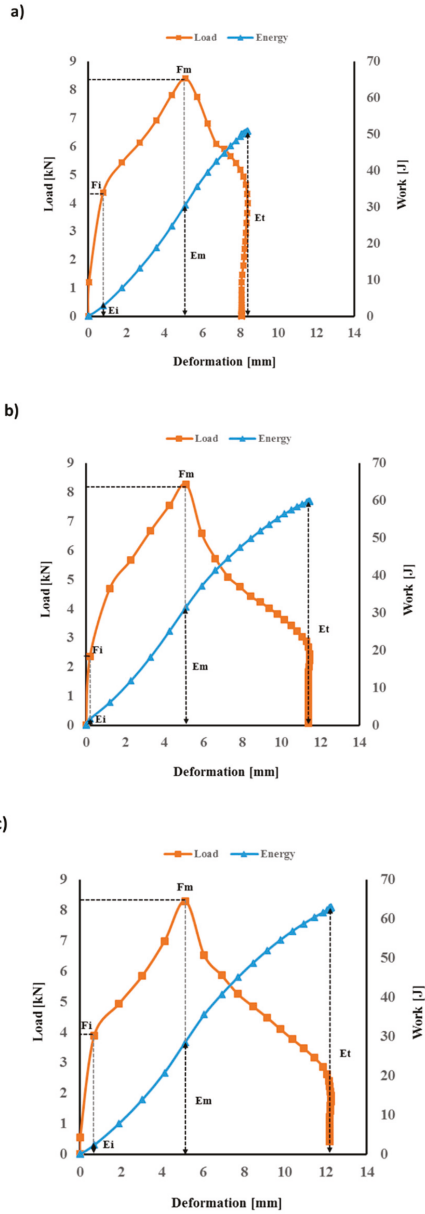 a)
Load Energy
9 70
Fm
8
60
7
50
6
5
40
Fi
4
30
3
Et
20
2
Em
10
1
Ei
0 0
0 2 4 6 8 10 12 14
Load [kN]
Work [J]
Deformation [mm]
b)
Load Energy
9 70
Fm
8
60
7
50
6
5
40
4
30
3
Et
Fi
20
2
Em
10
1
Ei
0 0
0 2 4 6 8 10 12 14
Load [kN]
Work [J]
Deformation [mm]
c)
Load Energy
9 70
Fm
8
60
7
50
6
5
40
Fi
4
30
3
Et
20
2
Em
10
1
Ei
0 0
0 2 4 6 8 10 12 14
Load [kN]
Work [J]
Deformation [mm]